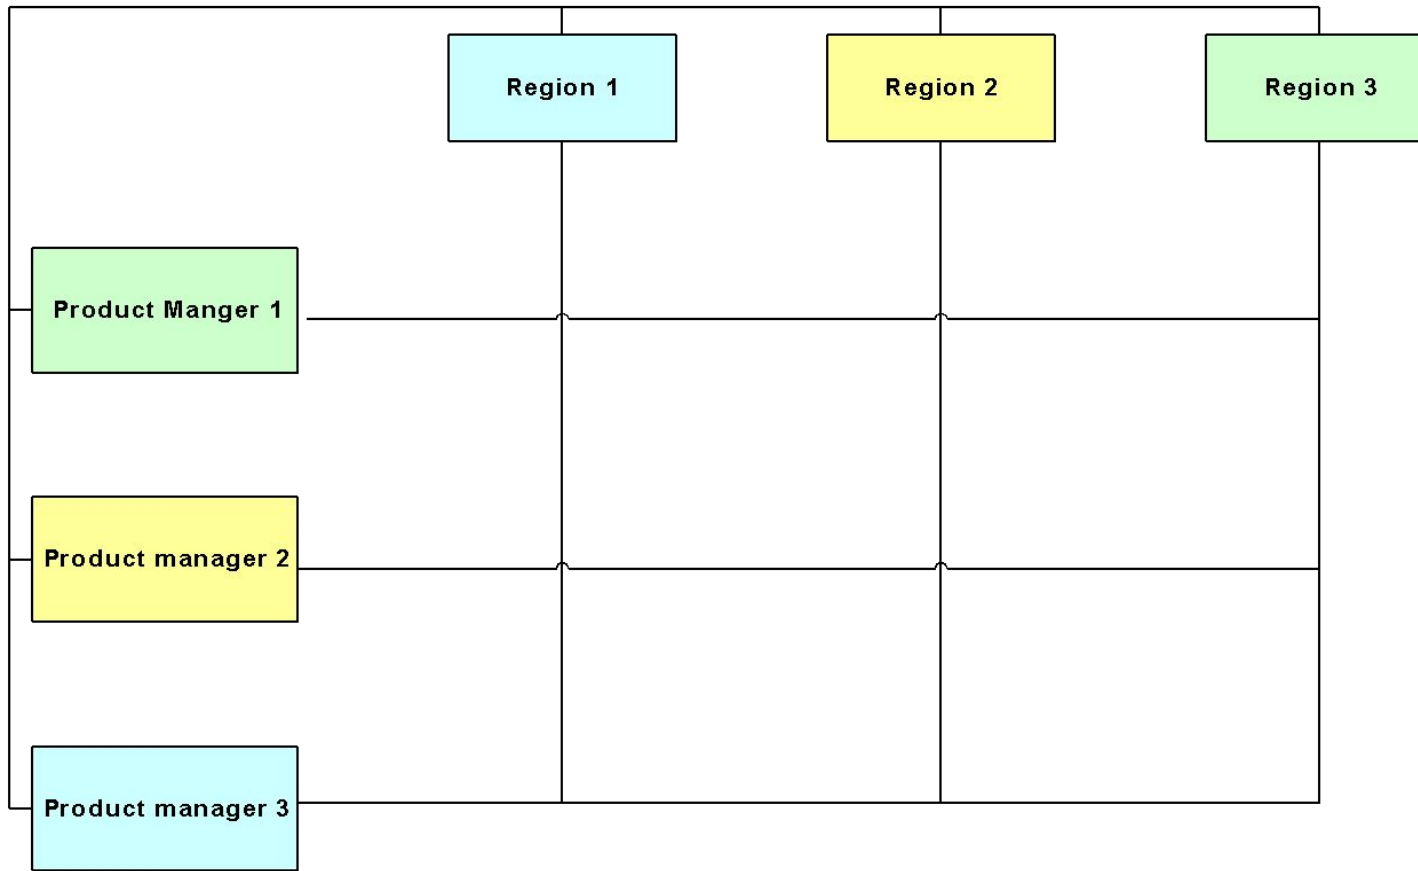 Region 1
Region 2
Region 3
Product Manger 1
Product manager 2
Product manager 3